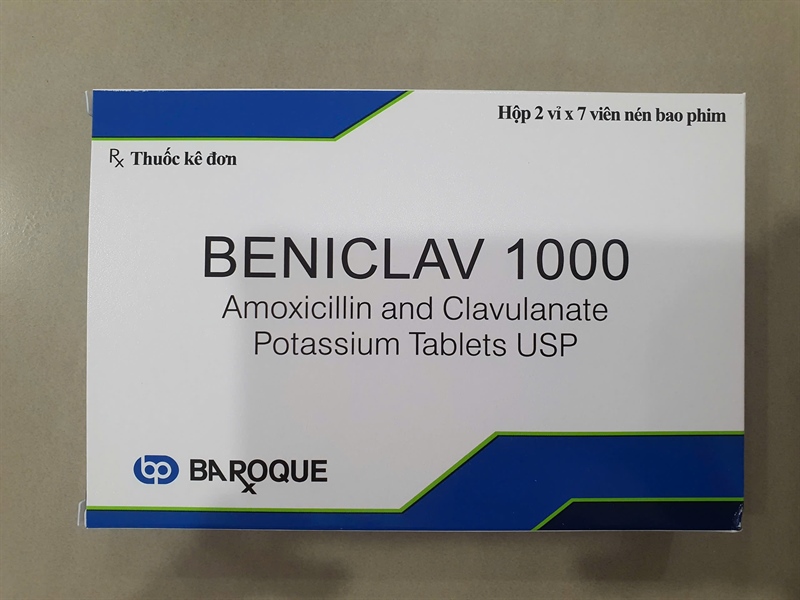 Hộp 2 vỉ x 7 viên nén bao phim
Rx Thuốc kê đơn
BENICLAV 1000
Amoxicillin and Clavulanate
Potassium Tablets USP
bp BAROQUE